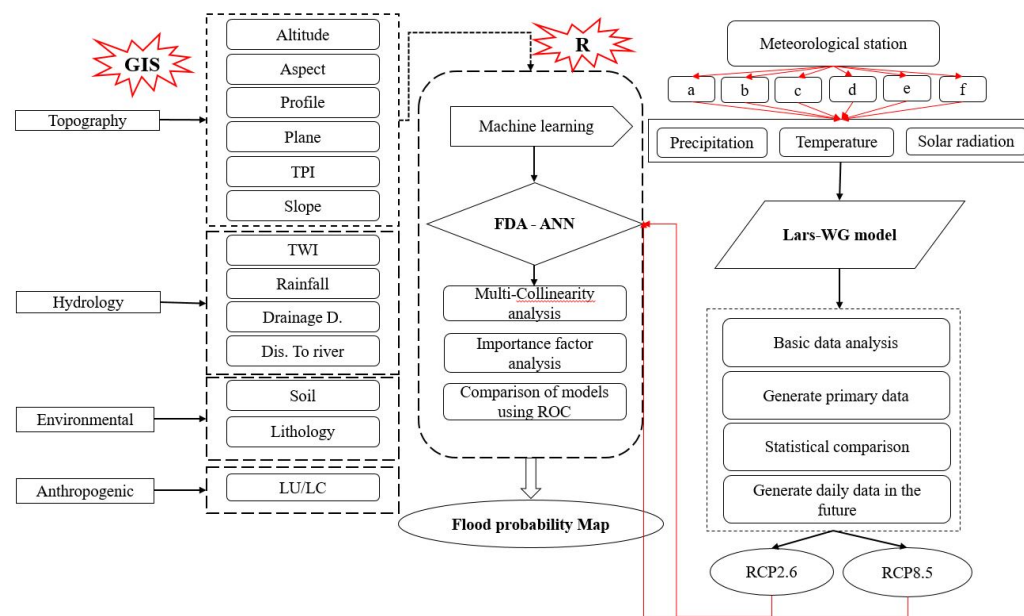 GIS
Topography
Altitude
Aspect
Profile
Plane
TPI
Slope
Hydrology
TWI
Rainfall
Drainage D.
Dis. To river
Environmental
Soil
Lithology
Anthropogenic
LU/LC
R
Machine learning
FDA - ANN
Multi-Collinearity
analysis
Importance factor
analysis
Comparison of models
using ROC
Flood probability Map
Meteorological station
a
b
c
d
e
f
Precipitation
Temperature
Solar radiation
Lars-WG model
Basic data analysis
Generate primary data
Statistical comparison
Generate daily data in the
future
RCP2.6
RCP8.5